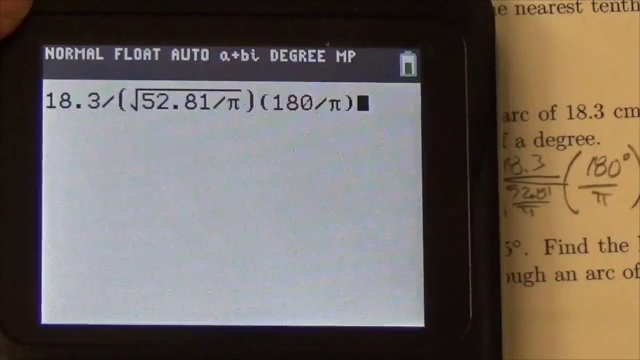 NORMAL FLOAT AUTO a+bi DEGREE MP
18.3/(√52.81/π)(180/π)
e nearest tenth
arc of 18.3 cm
a degree.
18.3 (180°
52.81 π)
π
5°. Find the
ough an arc of